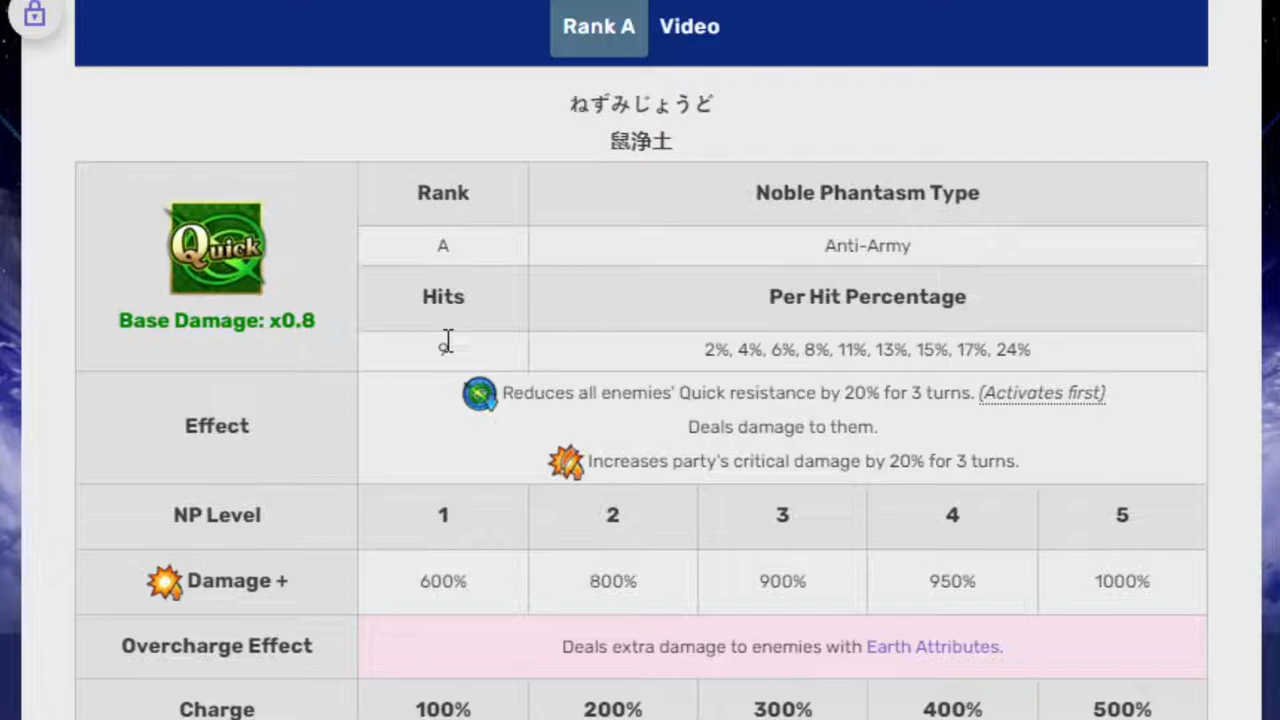 Rank A Video
ねずみじょうど
鼠浄土
Quick
Base Damage: x0.8
Rank Noble Phantasm Type
A Anti-Army
Hits Per Hit Percentage
9 2%, 4%, 6%, 8%, 11%, 13%, 15%, 17%, 24%
Effect
Reduces all enemies' Quick resistance by 20% for 3 turns. (Activates first)
Deals damage to them.
Increases party's critical damage by 20% for 3 turns.
NP Level 1 2 3 4 5
Damage + 600% 800% 900% 950% 1000%
Overcharge Effect Deals extra damage to enemies with Earth Attributes.
Charge 100% 200% 300% 400% 500%